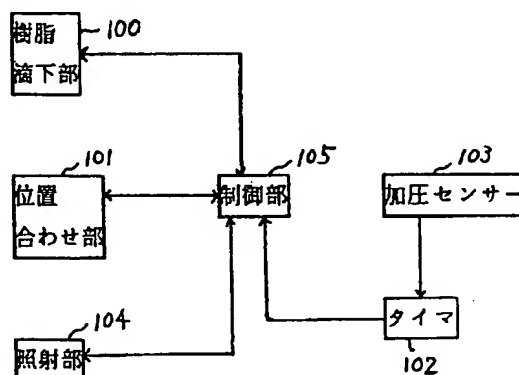 100
樹脂
滴下部
101
位置
合わせ部
105
制御部
103
加圧センサー
104
照射部
タイマ
102